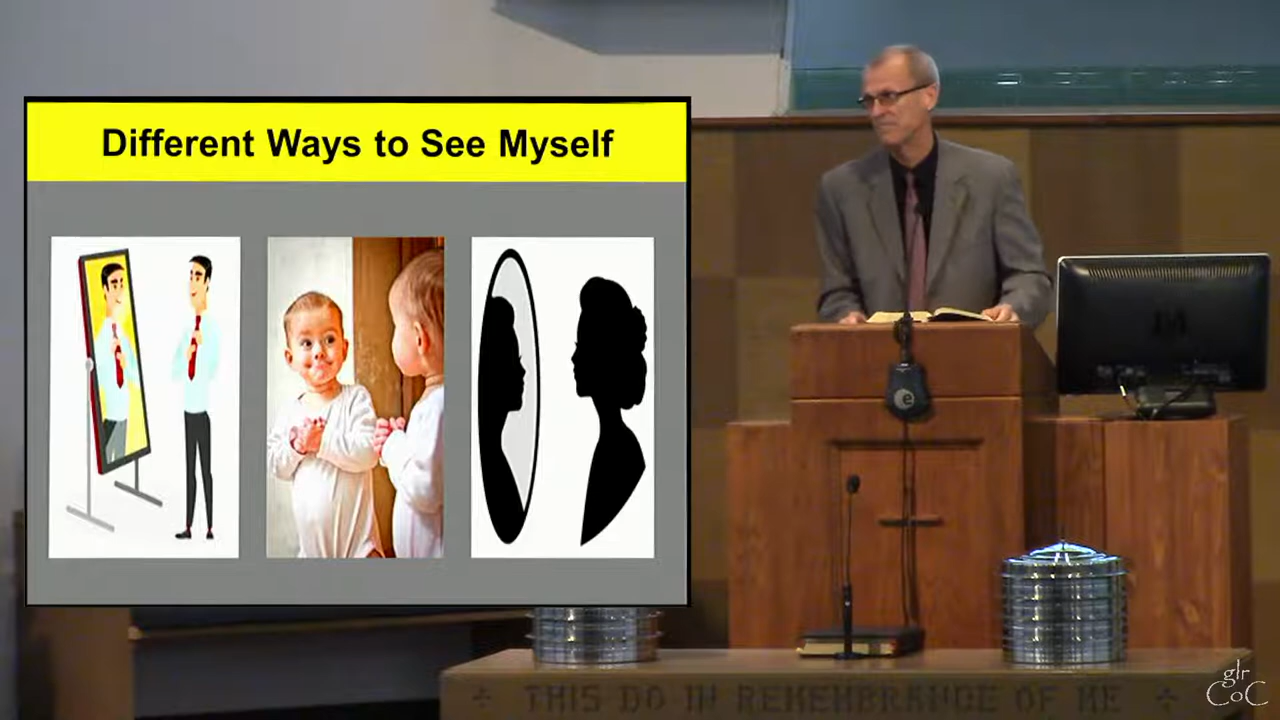 Different Ways to See Myself
THIS DO IN REMEMBRANCE OF ME
glr
CoC